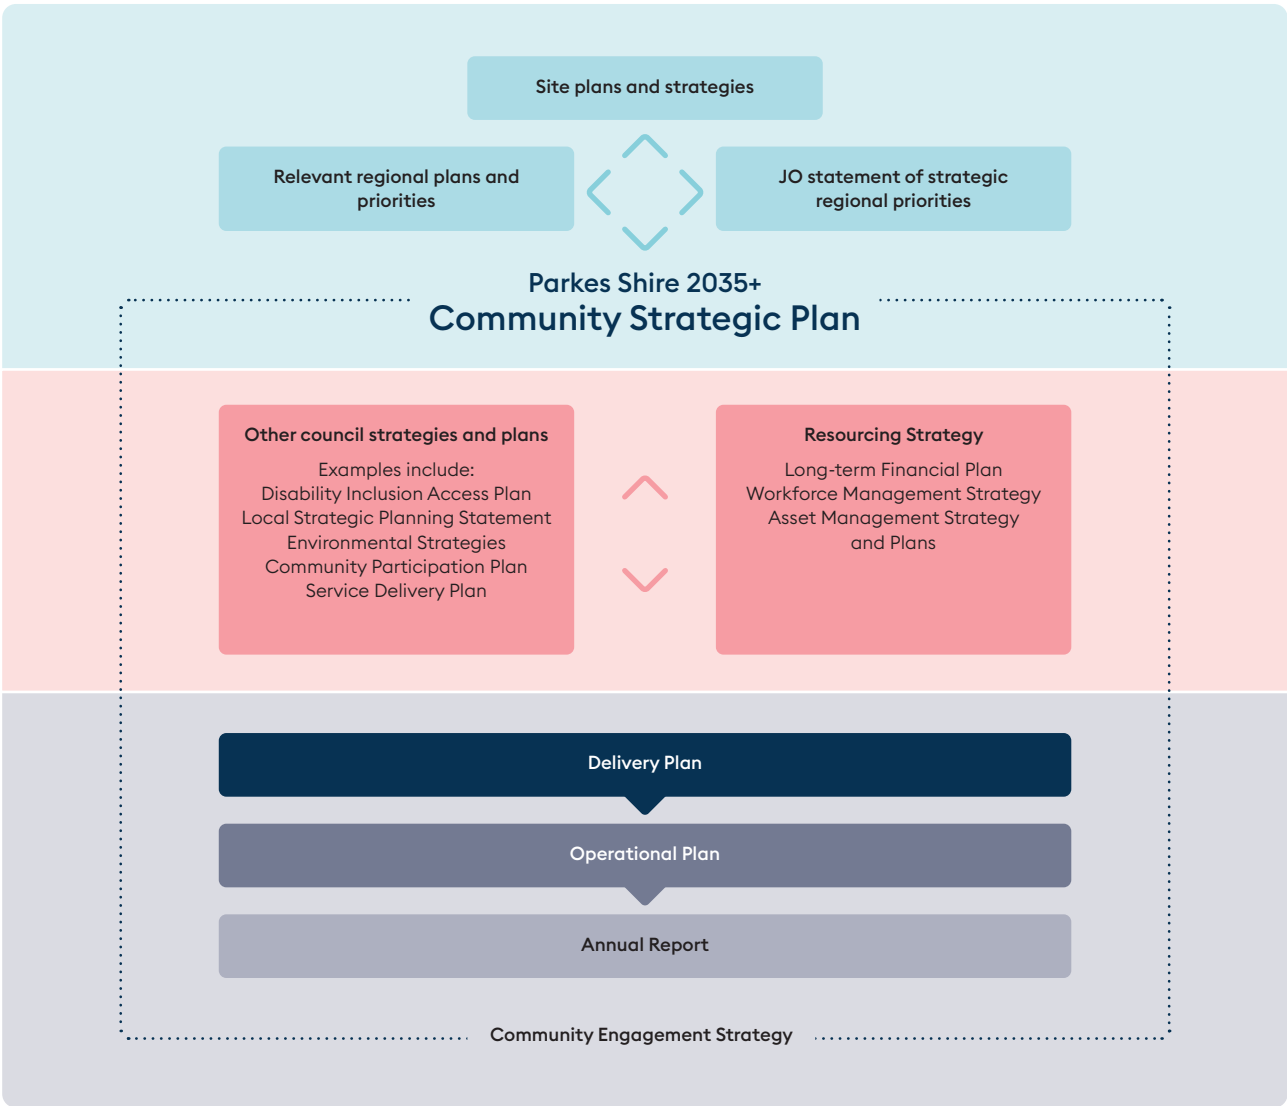 Site plans and strategies
Relevant regional plans and
priorities
JO statement of strategic
regional priorities
Parkes Shire 2035+
Community Strategic Plan
Other council strategies and plans
Examples include:
Disability Inclusion Access Plan
Local Strategic Planning Statement
Environmental Strategies
Community Participation Plan
Service Delivery Plan
Resourcing Strategy
Long-term Financial Plan
Workforce Management Strategy
Asset Management Strategy
and Plans
Delivery Plan
Operational Plan
Annual Report
Community Engagement Strategy